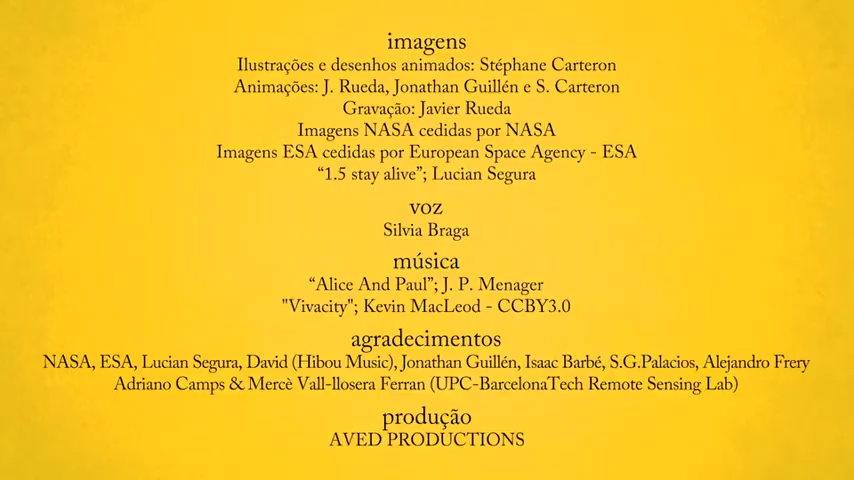 imagens
Ilustrações e desenhos animados: Stéphane Carteron
Animações: J. Rueda, Jonathan Guillén e S. Carteron
Gravação: Javier Rueda
Imagens NASA cedidas por NASA
Imagens ESA cedidas por European Space Agency - ESA
“1.5 stay alive”; Lucian Segura
voz
Silvia Braga
música
“Alice And Paul”; J. P. Menager
"Vivacity"; Kevin MacLeod - CCBY3.0
agradecimentos
NASA, ESA, Lucian Segura, David (Hibou Music), Jonathan Guillén, Isaac Barbé, S.G.Palacios, Alejandro Frery
Adriano Camps & Mercè Vall-llosera Ferran (UPC-BarcelonaTech Remote Sensing Lab)
produção
AVED PRODUCTIONS